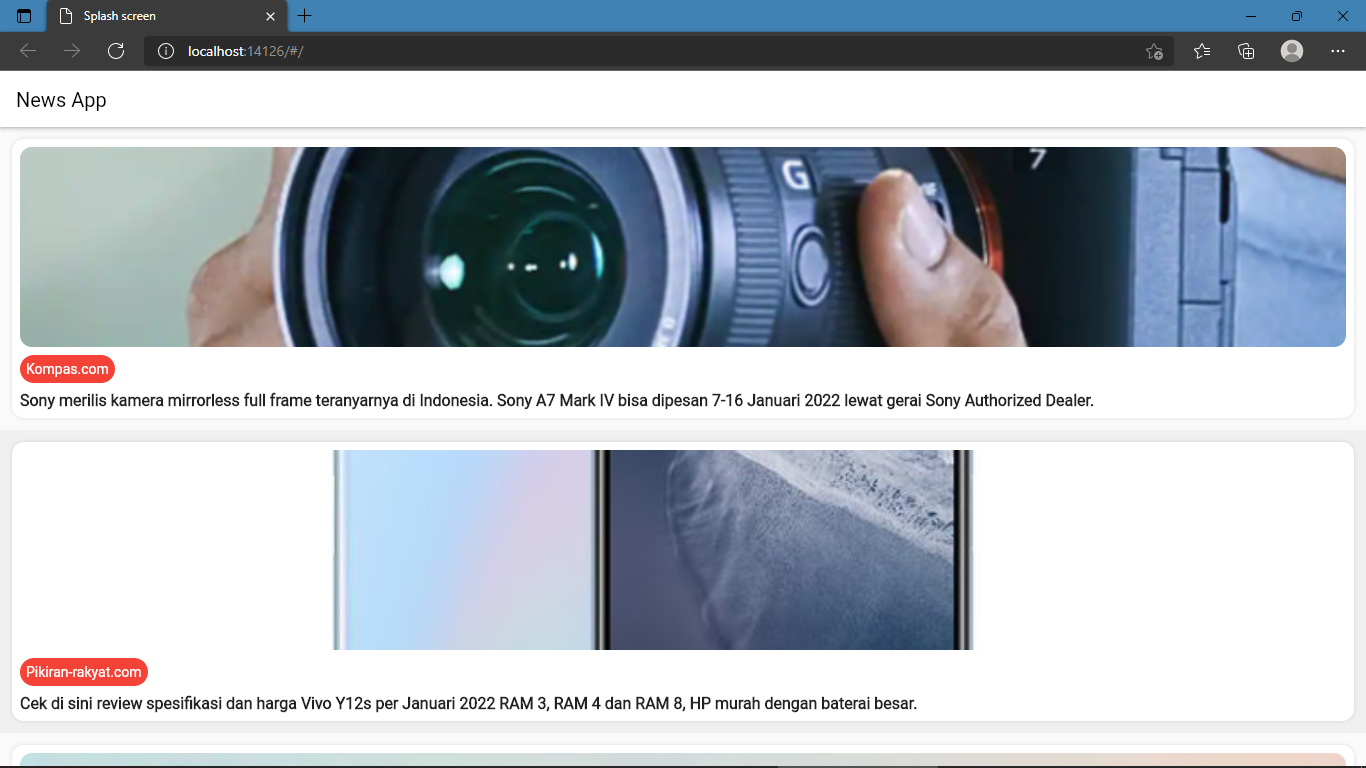 Splash screen
localhost:14126/#/
News App
G
7
Kompas.com
Sony merilis kamera mirrorless full frame teranyarnya di Indonesia. Sony A7 Mark IV bisa dipesan 7-16 Januari 2022 lewat gerai Sony Authorized Dealer.
Pikiran-rakyat.com
Cek di sini review spesifikasi dan harga Vivo Y12s per Januari 2022 RAM 3, RAM 4 dan RAM 8, HP murah dengan baterai besar.